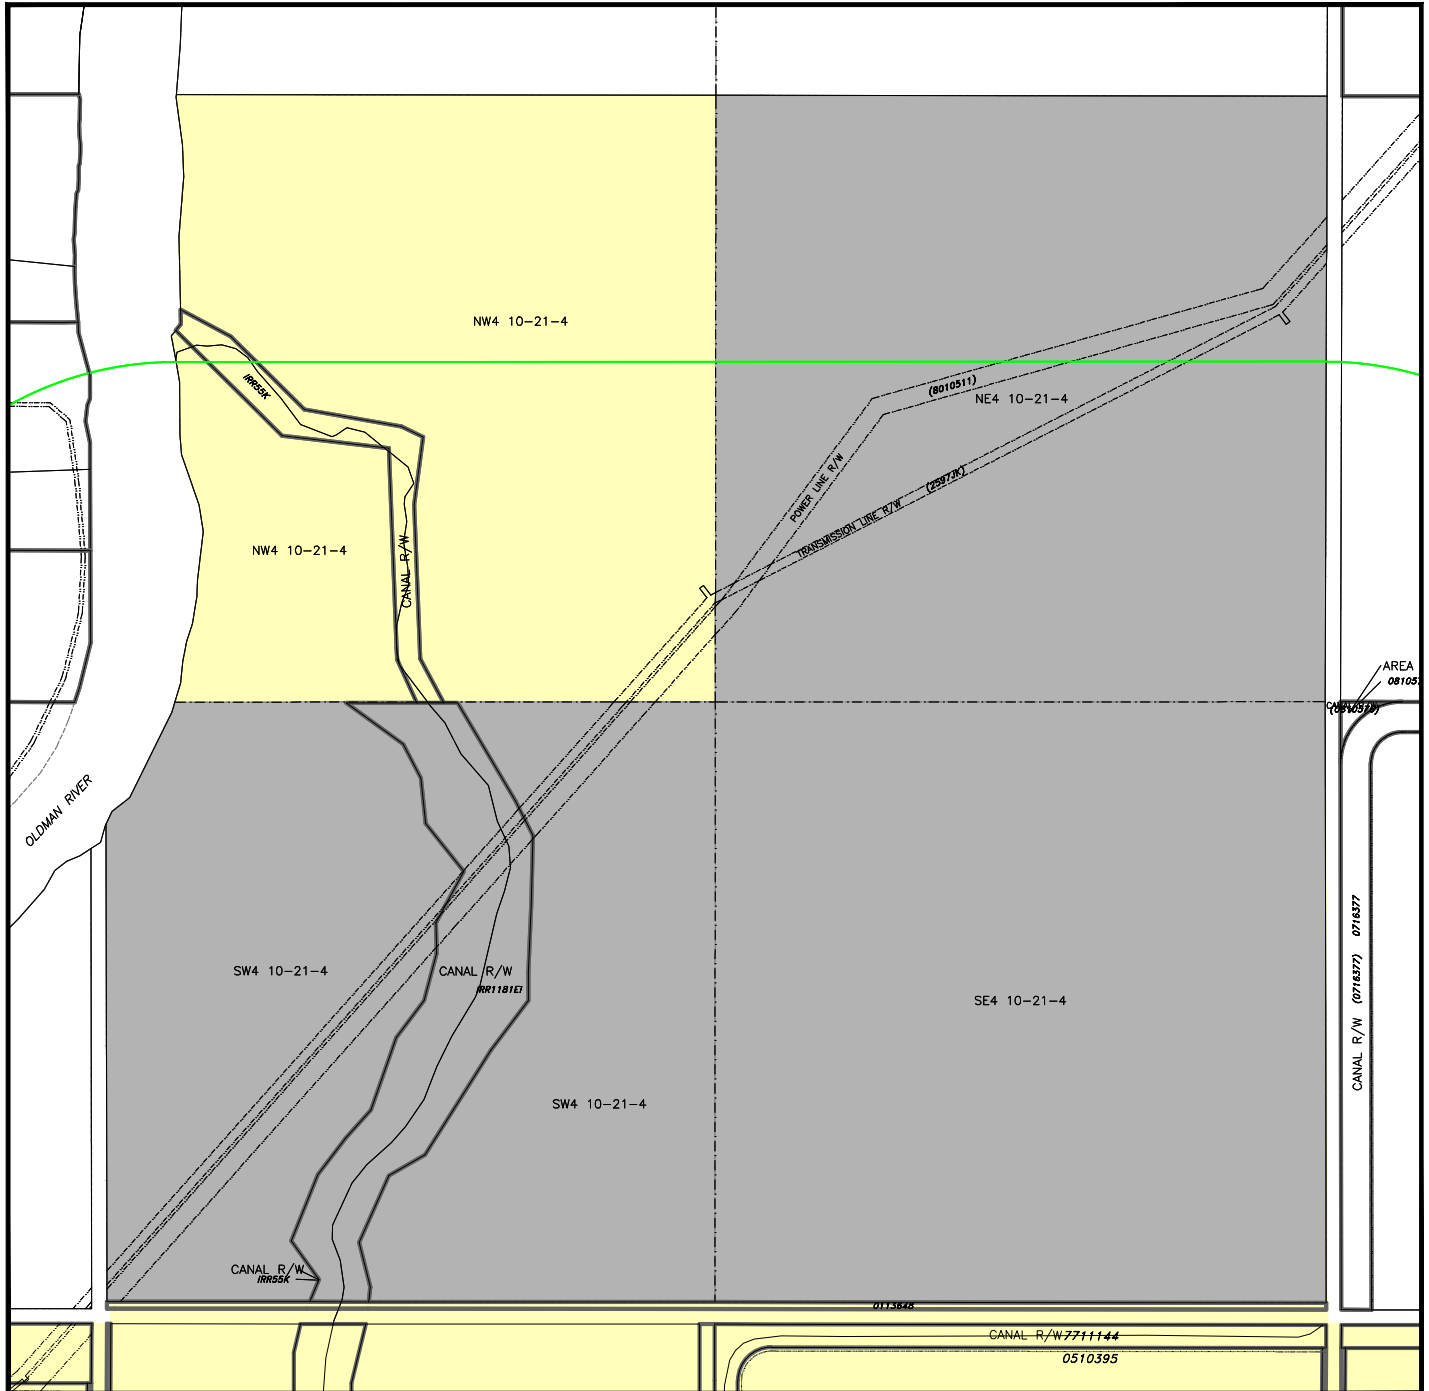 NW4 10-21-4
IRR55K
(8010511)
NE4 10-21-4
POWER LINE R/W
(2597JK)
TRANSMISSION LINE R/W
NW4 10-21-4
CANAL R/W
AREA
OLDMAN RIVER
0716377
CANAL R/W (0716377)
SW4 10-21-4
CANAL R/W
IRR1181EI
SE4 10-21-4
SW4 10-21-4
CANAL R/W
IRR55K
0113648
CANAL R/W 7711144
0510395